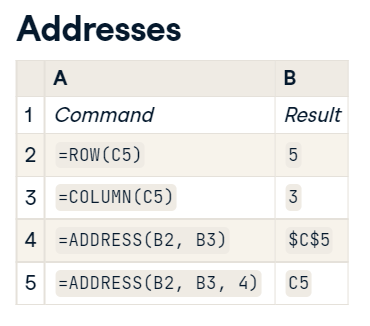 Addresses
A B
1 Command Result
2 =ROW(C5) 5
3 =COLUMN(C5) 3
4 =ADDRESS(B2, B3) $C$5
5 =ADDRESS(B2, B3, 4) C5